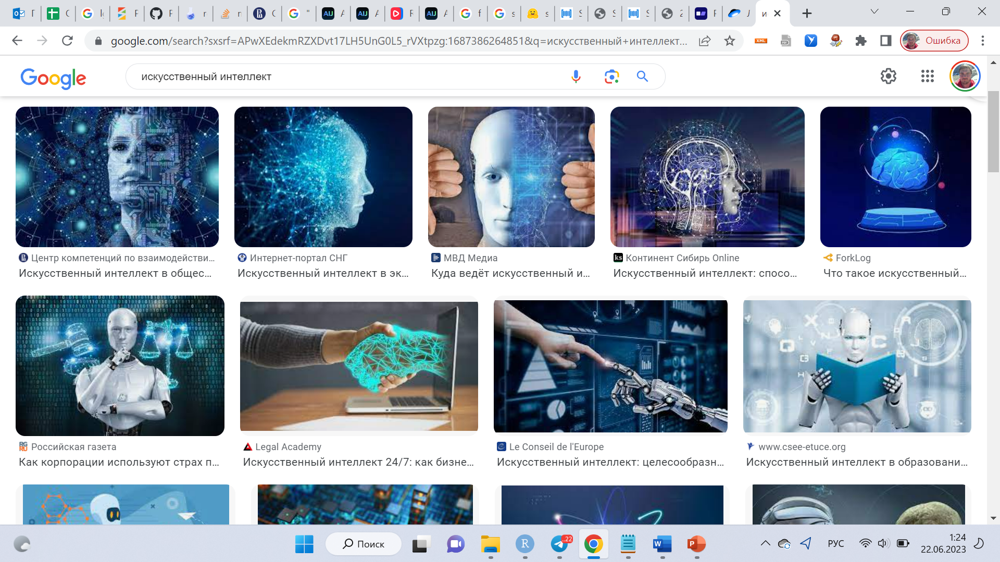 google.com/search?sxsrf=APwXEdekmRZXDvt17LH5UnG0L5_rVXtpzg:1687386264851&q=искусственный+интеллект...
Ошибка
Google
искусственный интеллект
Центр компетенций по взаимодействи...
Искусственный интеллект в общес...
Интернет-портал СНГ
Искусственный интеллект в эк...
МВД Медиа
Куда ведёт искусственный и...
Континент Сибирь Online
Искусственный интеллект: спосо...
ForkLog
Что такое искусственный...
Российская газета
Как корпорации используют страх п...
Legal Academy
Искусственный интеллект 24/7: как бизне...
Le Conseil de l'Europe
Искусственный интеллект: целесообразн...
www.csee-etuce.org
Искусственный интеллект в образовани...
Поиск
РУС
1:24
22.06.2023